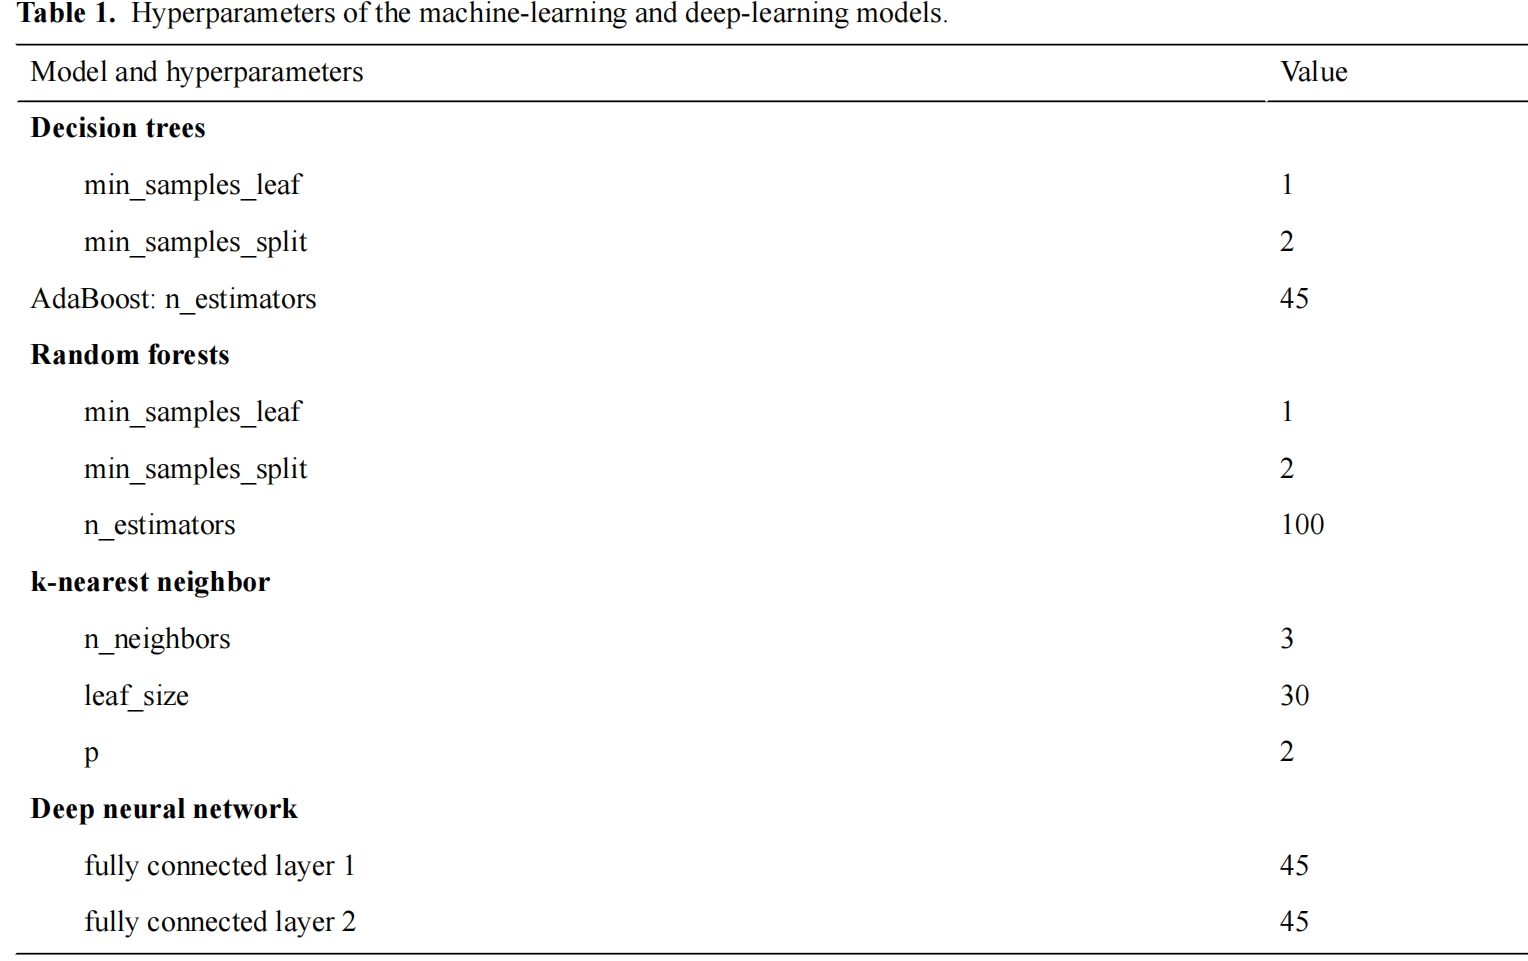 Table 1. Hyperparameters of the machine-learning and deep-learning models.
Model and hyperparameters Value
Decision trees
min_samples_leaf 1
min_samples_split 2
AdaBoost: n_estimators 45
Random forests
min_samples_leaf 1
min_samples_split 2
n_estimators 100
k-nearest neighbor
n_neighbors 3
leaf_size 30
p 2
Deep neural network
fully connected layer 1 45
fully connected layer 2 45